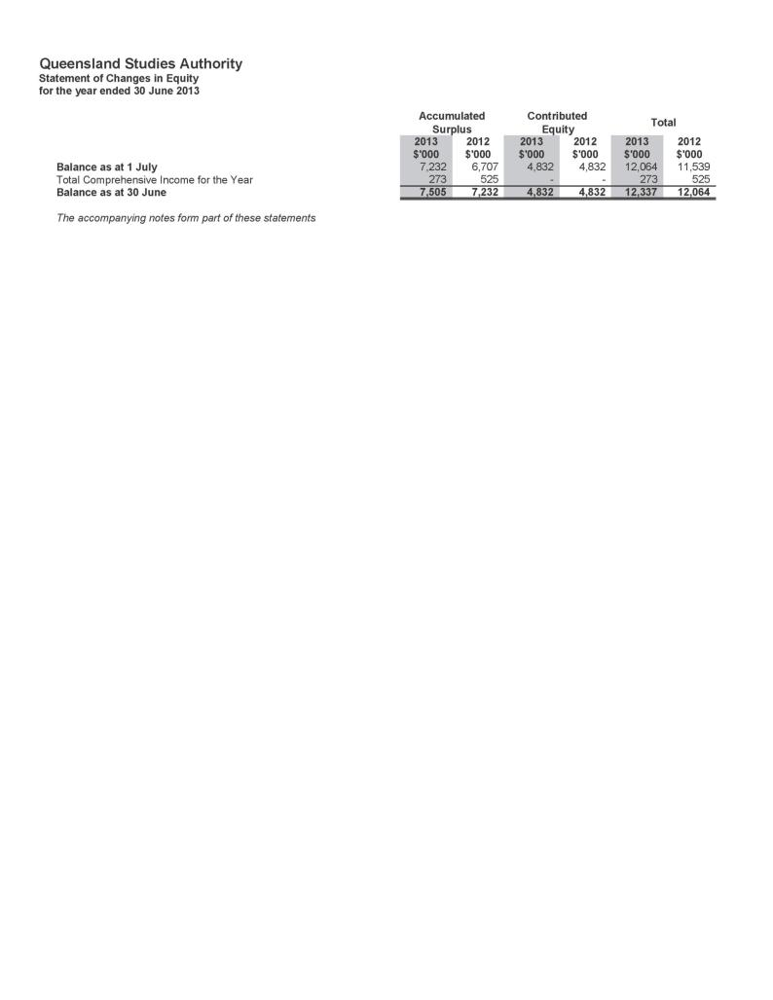 Queensland Studies Authority
Statement of Changes in Equity
for the year ended 30 June 2013
Accumulated Surplus Contributed Equity Total
2013 2012 2013 2012 2013 2012
$'000 $'000 $'000 $'000 $'000 $'000
Balance as at 1 July 7,232 6,707 4,832 4,832 12,064 11,539
Total Comprehensive Income for the Year 273 525 - - 273 525
Balance as at 30 June 7,505 7,232 4,832 4,832 12,337 12,064
The accompanying notes form part of these statements